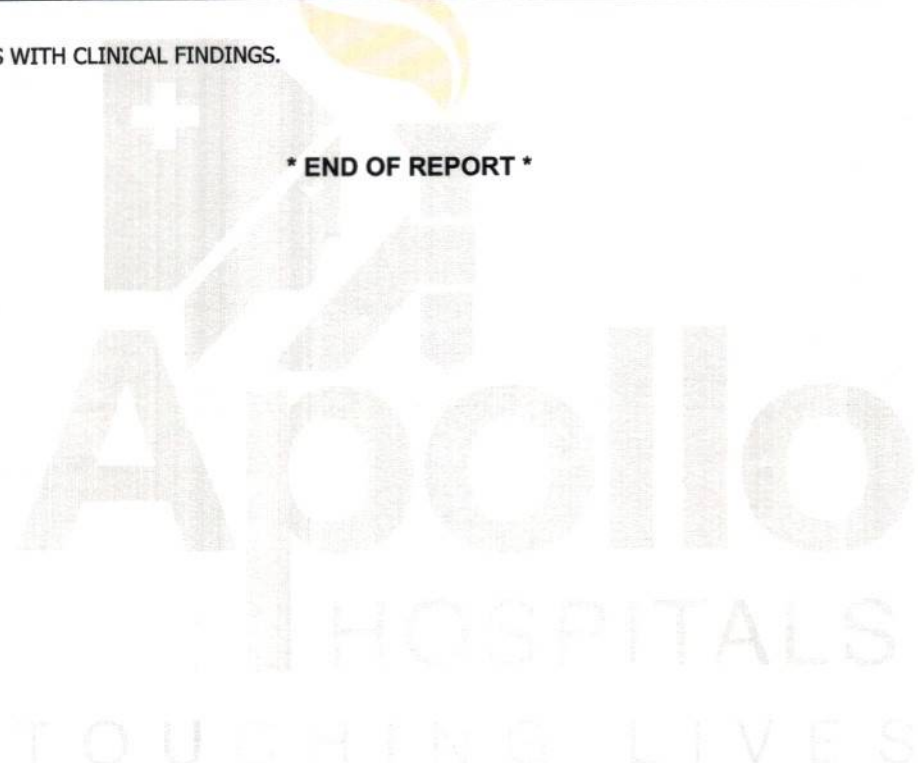 S WITH CLINICAL FINDINGS.
* END OF REPORT *
Apollo
HOSPITALS
TOUCHING LIVES